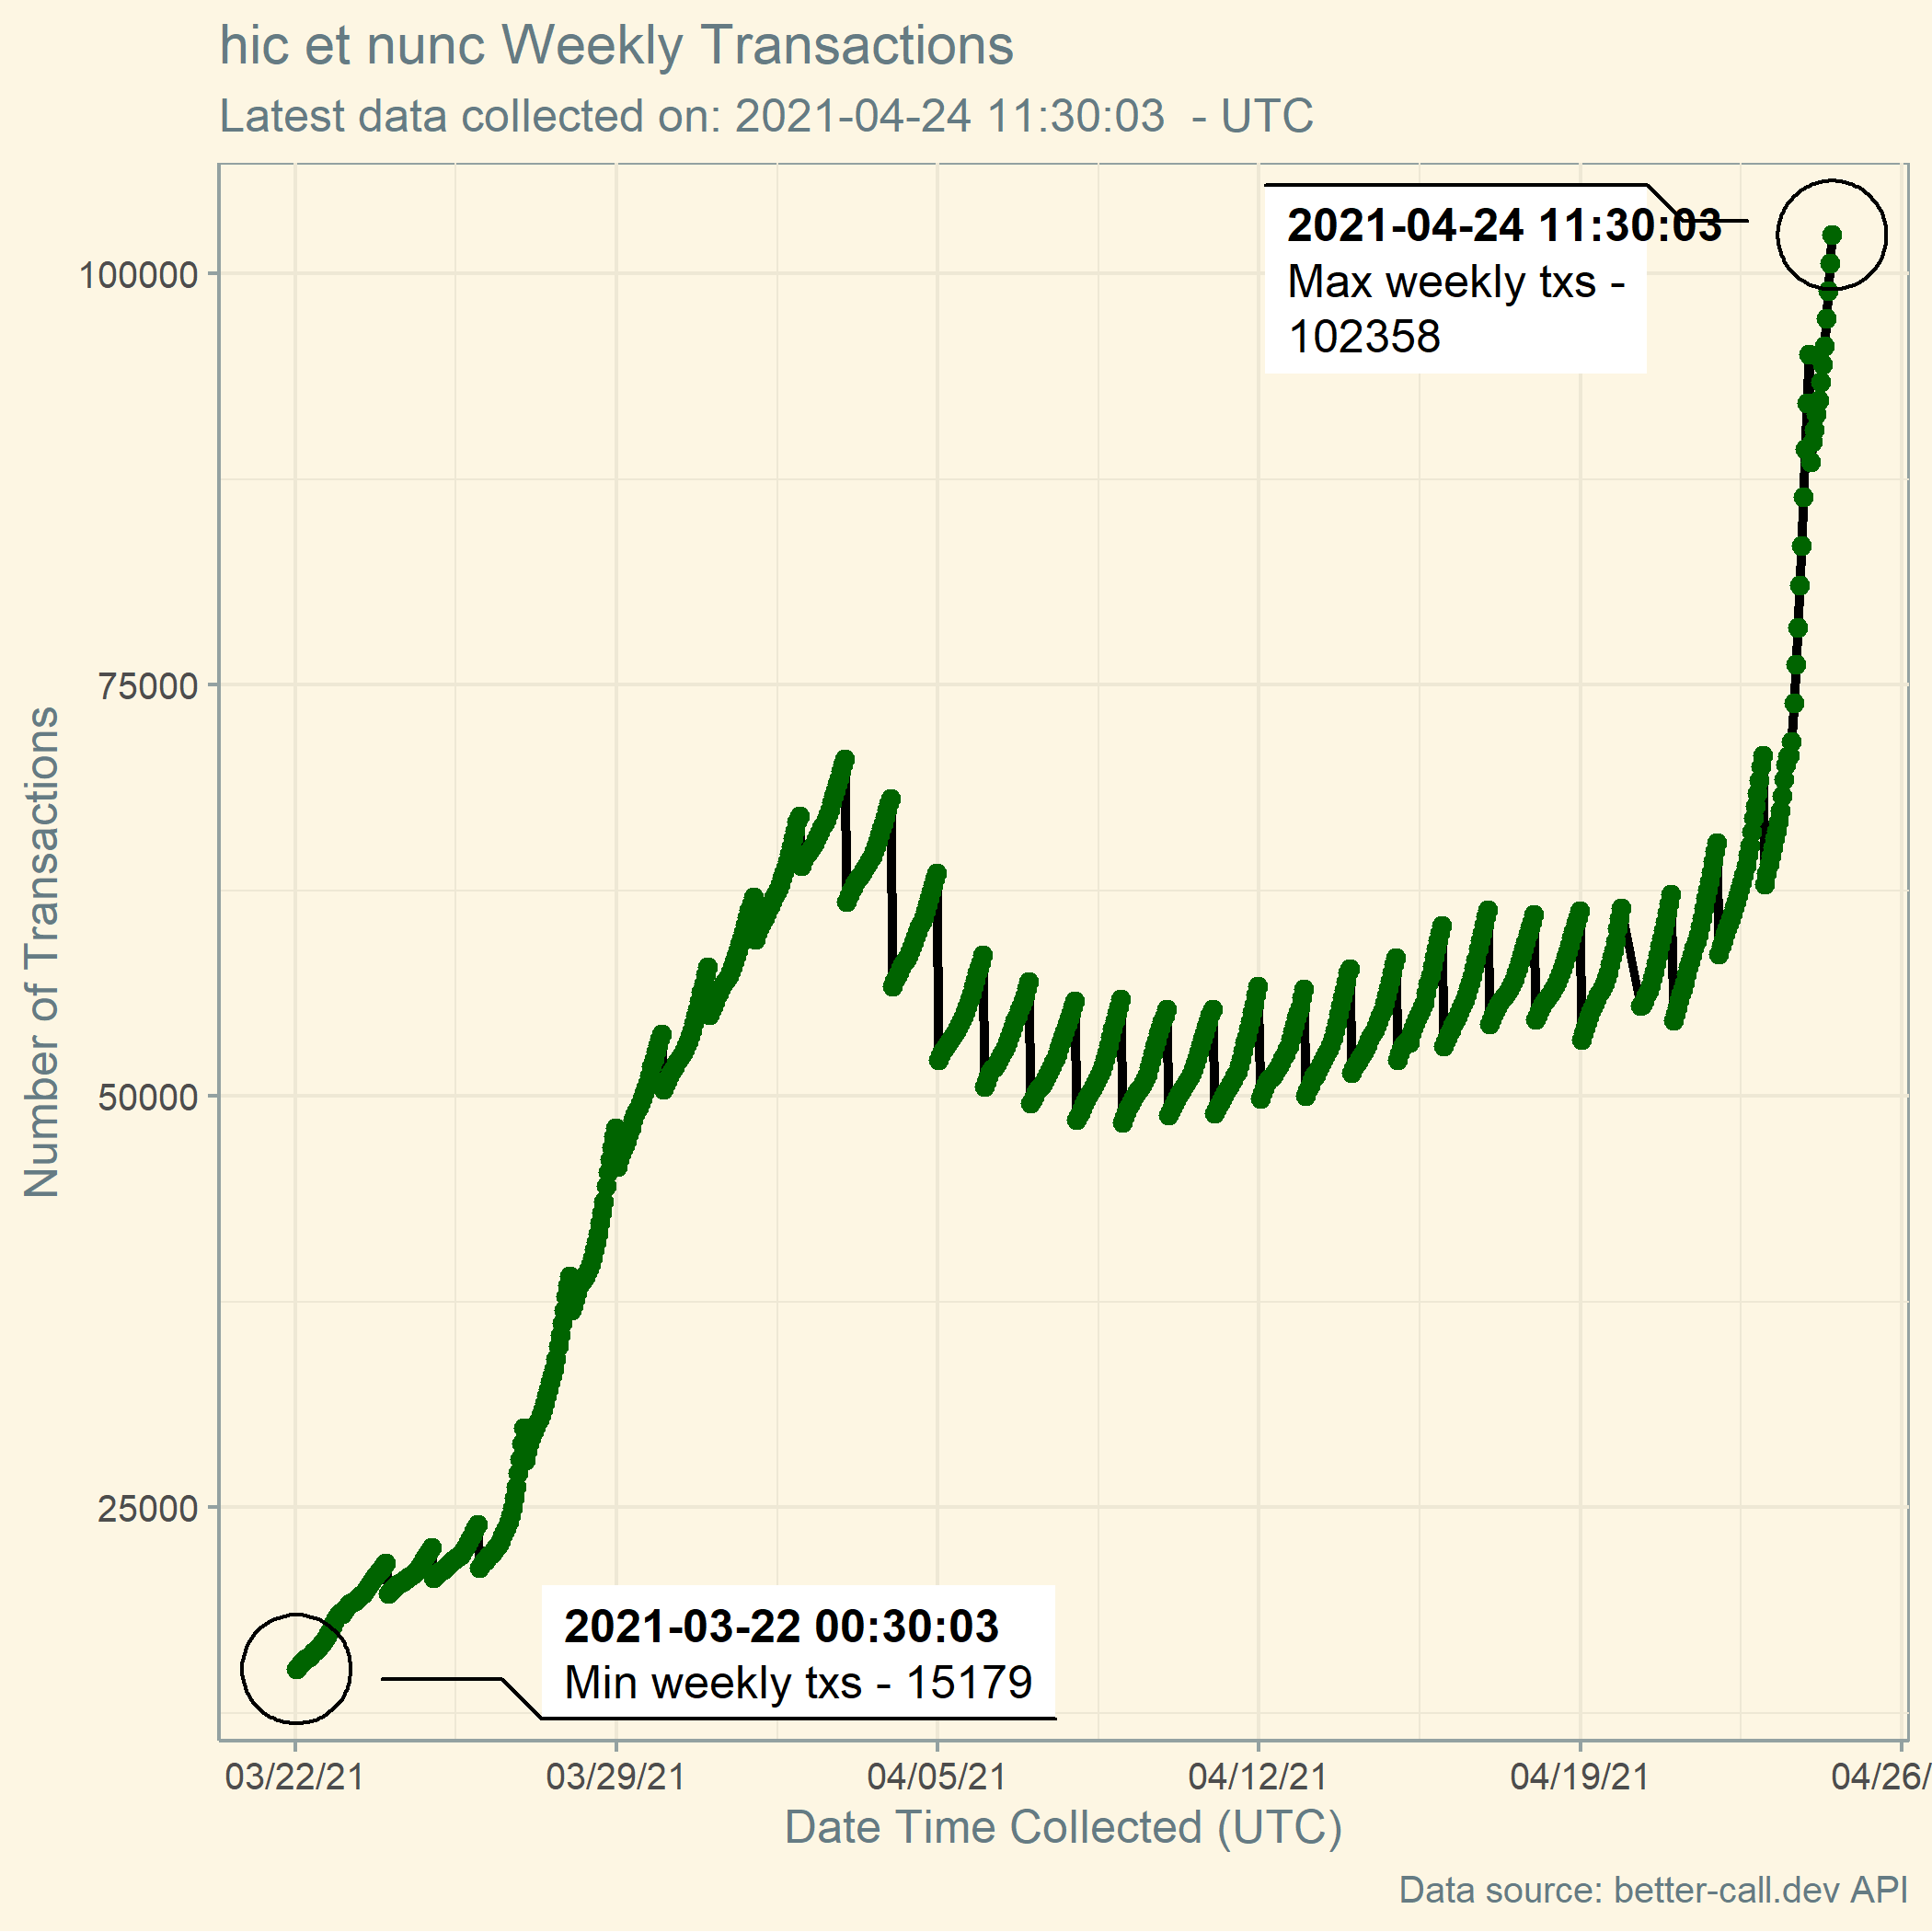 hic et nunc Weekly Transactions
Latest data collected on: 2021-04-24 11:30:03  - UTC
2021-04-24 11:30:03
Max weekly txs -
102358
100000
75000
50000
25000
Number of Transactions
2021-03-22 00:30:03
Min weekly txs - 15179
03/22/21
03/29/21
04/05/21
04/12/21
04/19/21
04/26/
Date Time Collected (UTC)
Data source: better-call.dev API